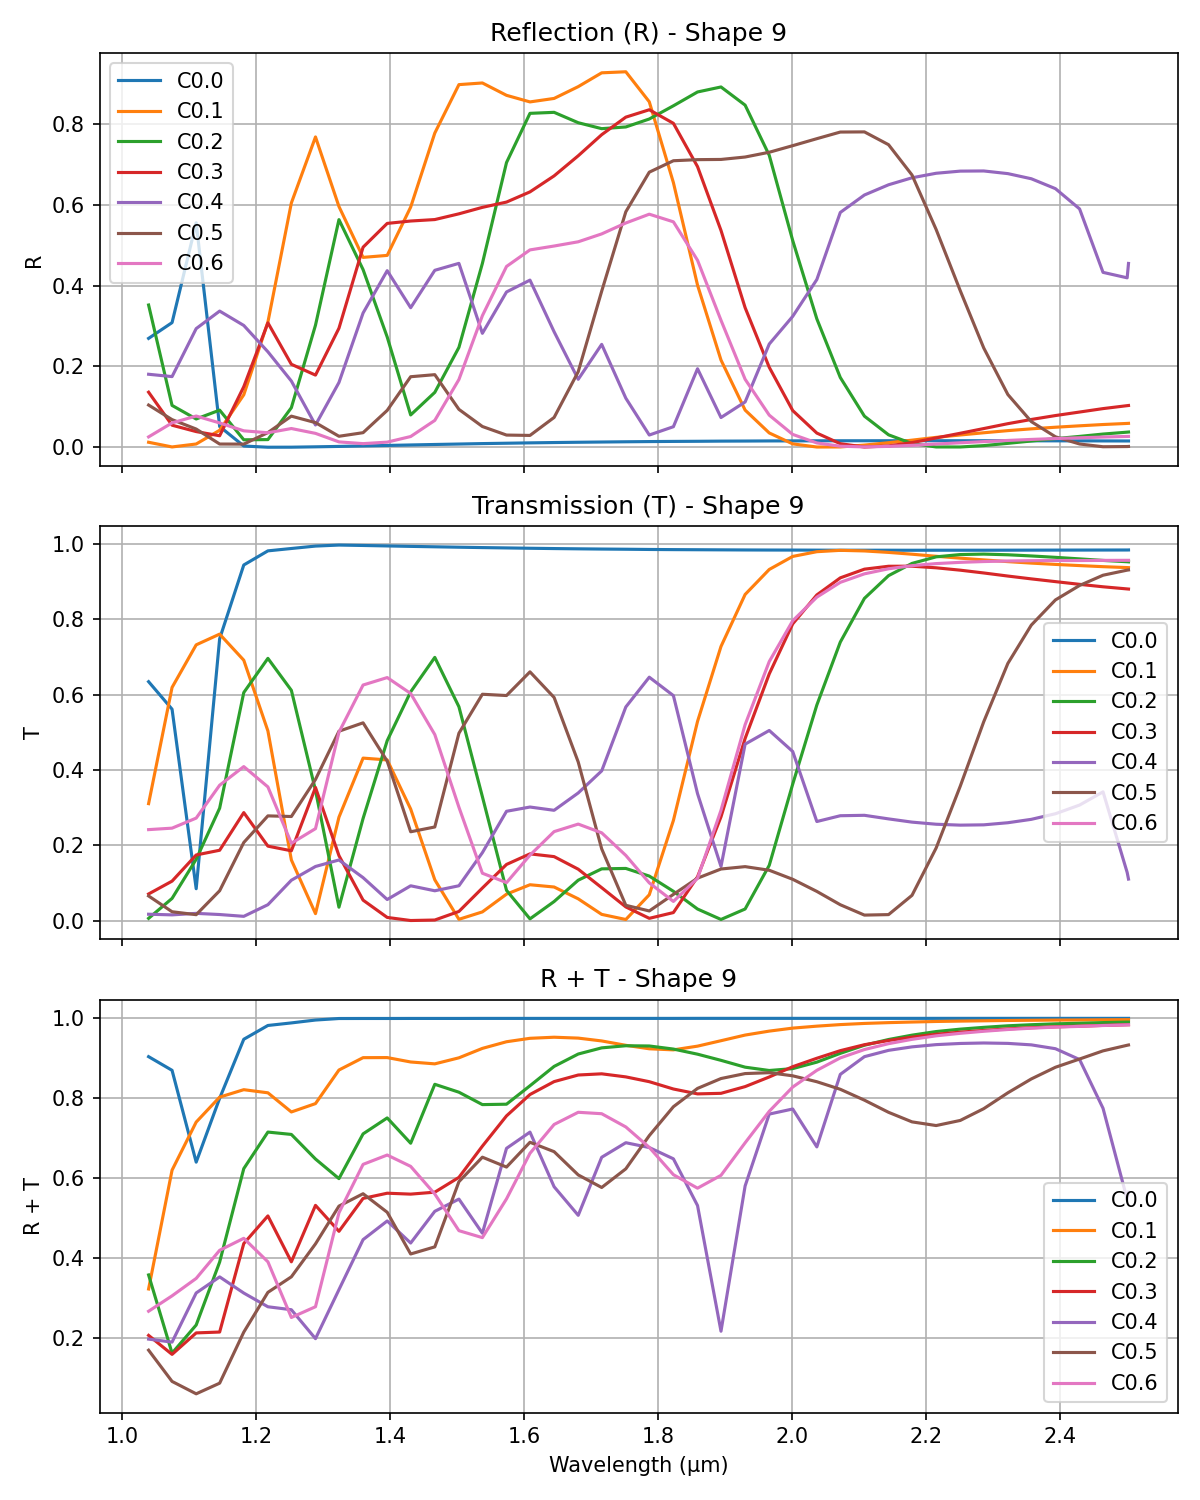 Reflection (R) - Shape 9
R
0.8
0.6
0.4
0.2
0.0
C0.0
C0.1
C0.2
C0.3
C0.4
C0.5
C0.6
Transmission (T) - Shape 9
T
1.0
0.8
0.6
0.4
0.2
0.0
C0.0
C0.1
C0.2
C0.3
C0.4
C0.5
C0.6
R + T - Shape 9
R + T
1.0
0.8
0.6
0.4
0.2
C0.0
C0.1
C0.2
C0.3
C0.4
C0.5
C0.6
1.0 1.2 1.4 1.6 1.8 2.0 2.2 2.4
Wavelength (μm)